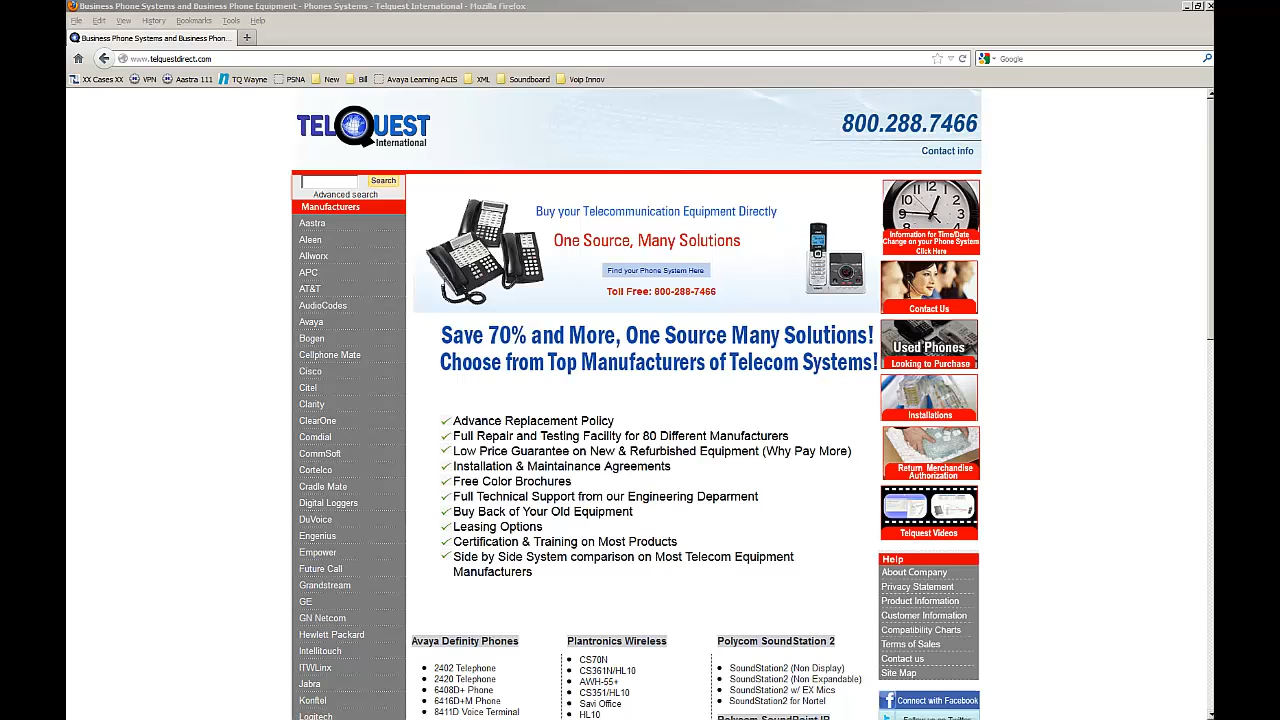 Business Phone Systems and Business Phone Equipment - Phones Systems - Telquest International - Mozilla Firefox
File Edit View History Bookmarks Tools Help
Business Phone Systems and Business Phon... +
www.telquestdirect.com
Google
XX Cases XX VPN Aastra 111 TQ Wayne PSNA New Bill Avaya Learning ACIS XML Soundboard Voip Innov
TELQUEST
International
800.288.7466
Contact info
Search
Advanced search
Manufacturers
Aastra
Aleen
Allworx
APC
AT&T
AudioCodes
Avaya
Bogen
Cellphone Mate
Cisco
Citel
Clarity
ClearOne
Comdial
CommSoft
Cortelco
Cradle Mate
Digital Loggers
DuVoice
Engenius
Empower
Future Call
Grandstream
GE
GN Netcom
Hewlett Packard
Intellitouch
ITWLinx
Jabra
Konftel
Logitech
Buy your Telecommunication Equipment Directly
One Source, Many Solutions
Find your Phone System Here
Toll Free: 800-288-7466
Save 70% and More, One Source Many Solutions!
Choose from Top Manufacturers of Telecom Systems!
Advance Replacement Policy
Full Repair and Testing Facility for 80 Different Manufacturers
Low Price Guarantee on New & Refurbished Equipment (Why Pay More)
Installation & Maintainance Agreements
Free Color Brochures
Full Technical Support from our Engineering Deparment
Buy Back of Your Old Equipment
Leasing Options
Certification & Training on Most Products
Side by Side System comparison on Most Telecom Equipment
Manufacturers
Avaya Definity Phones
2402 Telephone
2420 Telephone
6408D+ Phone
6416D+M Phone
8411D Voice Terminal
Plantronics Wireless
CS70N
CS361N/HL10
AWH-55+
CS351/HL10
Savi Office
HL10
Polycom SoundStation 2
SoundStation2 (Non Display)
SoundStation2 (Non Expandable)
SoundStation2 w/ EX Mics
SoundStation2 for Nortel
Polycom SoundPoint IP
Information for Time/Date
Change on your Phone System
Click Here
Contact Us
Used Phones
Looking to Purchase
Installations
Return Merchandise
Authorization
Telquest Videos
Help
About Company
Privacy Statement
Product Information
Customer Information
Compatibility Charts
Terms of Sales
Contact us
Site Map
Connect with Facebook
Follow us on Twitter